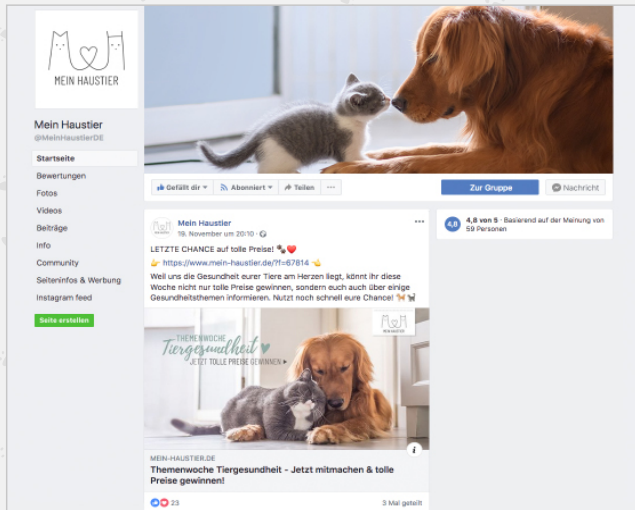 MEIN HAUSTIER
Mein Haustier
@MeinHaustierDE
Startseite
Bewertungen
Fotos
Videos
Beiträge
Info
Community
Seiteninfos & Werbung
Instagram feed
Seite erstellen
Gefällt dir
Abonniert
Teilen
Zur Gruppe
Nachricht
Mein Haustier
19. November um 20:10
LETZTE CHANCE auf tolle Preise!
https://www.mein-haustier.de/?f=67814
Weil uns die Gesundheit eurer Tiere am Herzen liegt, könnt ihr diese
Woche nicht nur tolle Preise gewinnen, sondern euch auch über einige
Gesundheitsthemen informieren. Nutzt noch schnell eure Chance!
THEMENWOCHE
Tiergesundheit
JETZT TOLLE PREISE GEWINNEN
MEIN HAUSTIER
MEIN-HAUSTIER.DE
Themenwoche Tiergesundheit - Jetzt mitmachen & tolle
Preise gewinnen!
23
3 Mal geteilt
4,8
4,8 von 5 · Basierend auf der Meinung von
59 Personen